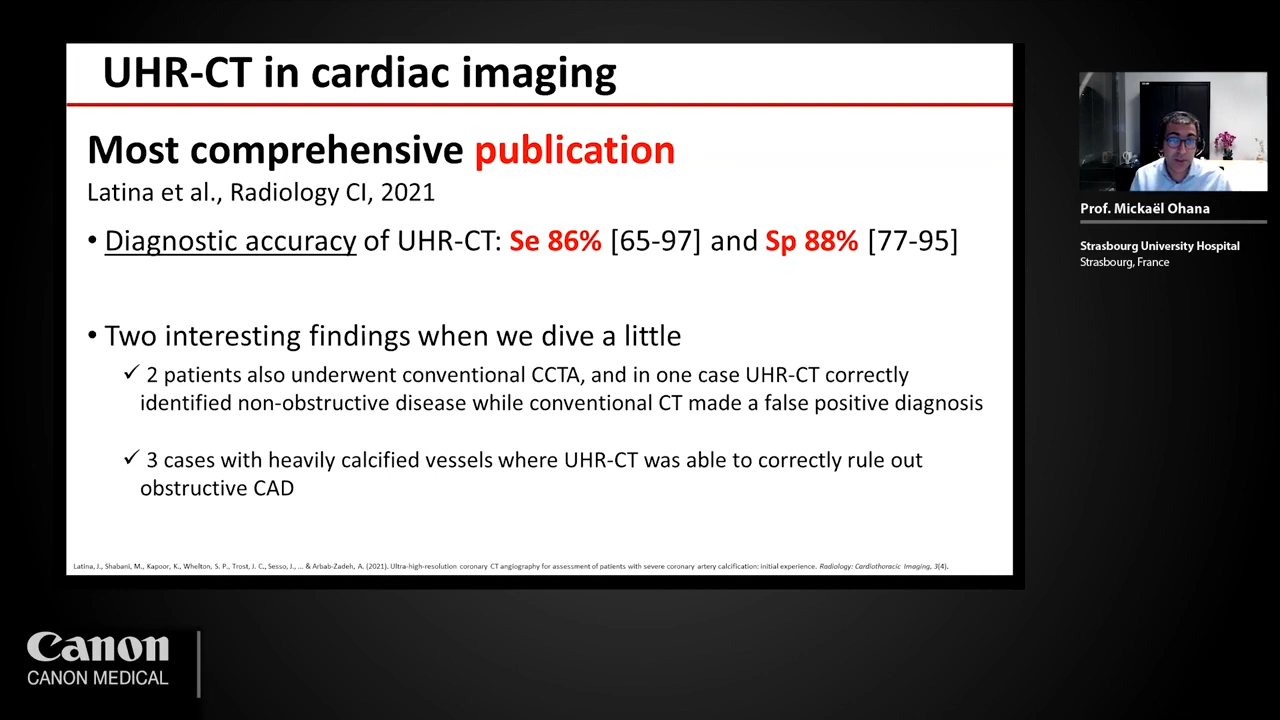 UHR-CT in cardiac imaging
Most comprehensive publication
Latina et al., Radiology CI, 2021
• Diagnostic accuracy of UHR-CT: Se 86% [65-97] and Sp 88% [77-95]
• Two interesting findings when we dive a little
✓ 2 patients also underwent conventional CCTA, and in one case UHR-CT correctly
identified non-obstructive disease while conventional CT made a false positive diagnosis
✓ 3 cases with heavily calcified vessels where UHR-CT was able to correctly rule out
obstructive CAD
Latina, J., Shabani, M., Kapoor, K., Whelton, S. P., Trost, J. C., Sesso, J., ... & Arbab-Zadeh, A. (2021). Ultra-high-resolution coronary CT angiography for assessment of patients with severe coronary artery calcification: initial experience. Radiology: Cardiothoracic Imaging, 3(4).
Prof. Mickaël Ohana
Strasbourg University Hospital
Strasbourg, France
Canon
CANON MEDICAL